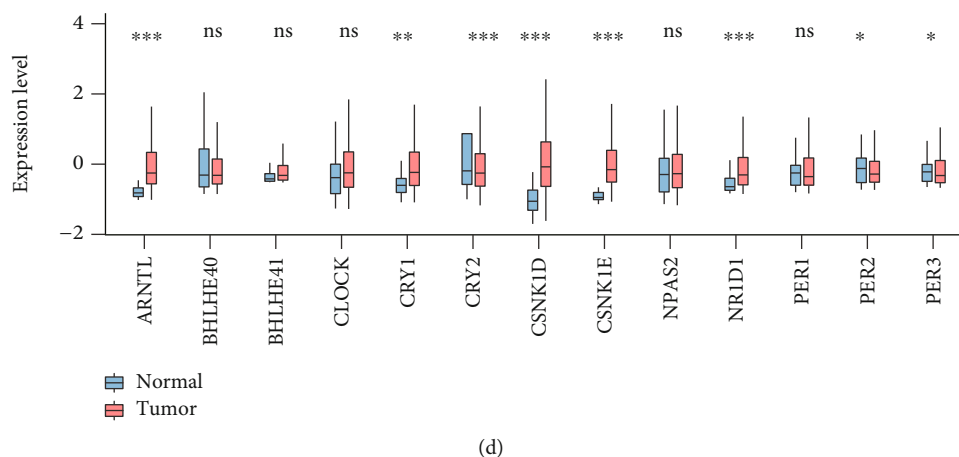 4
2
0
−2
Expression level
*** ns ns ns ** *** *** *** ns *** ns * *
ARNTL
BHLHE40
BHLHE41
CLOCK
CRY1
CRY2
CSNK1D
CSNK1E
NPAS2
NR1D1
PER1
PER2
PER3
Normal
Tumor
(d)